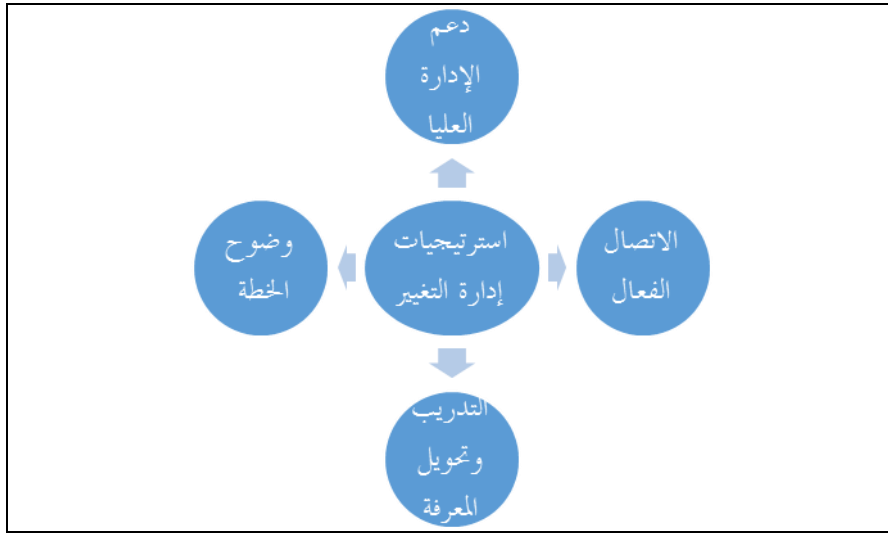 دعم
الإدارة
العليا
الاتصال
الفعال
استرتيجيات
إدارة التغيير
وضوح
الخطة
التدريب
وتحويل
المعرفة